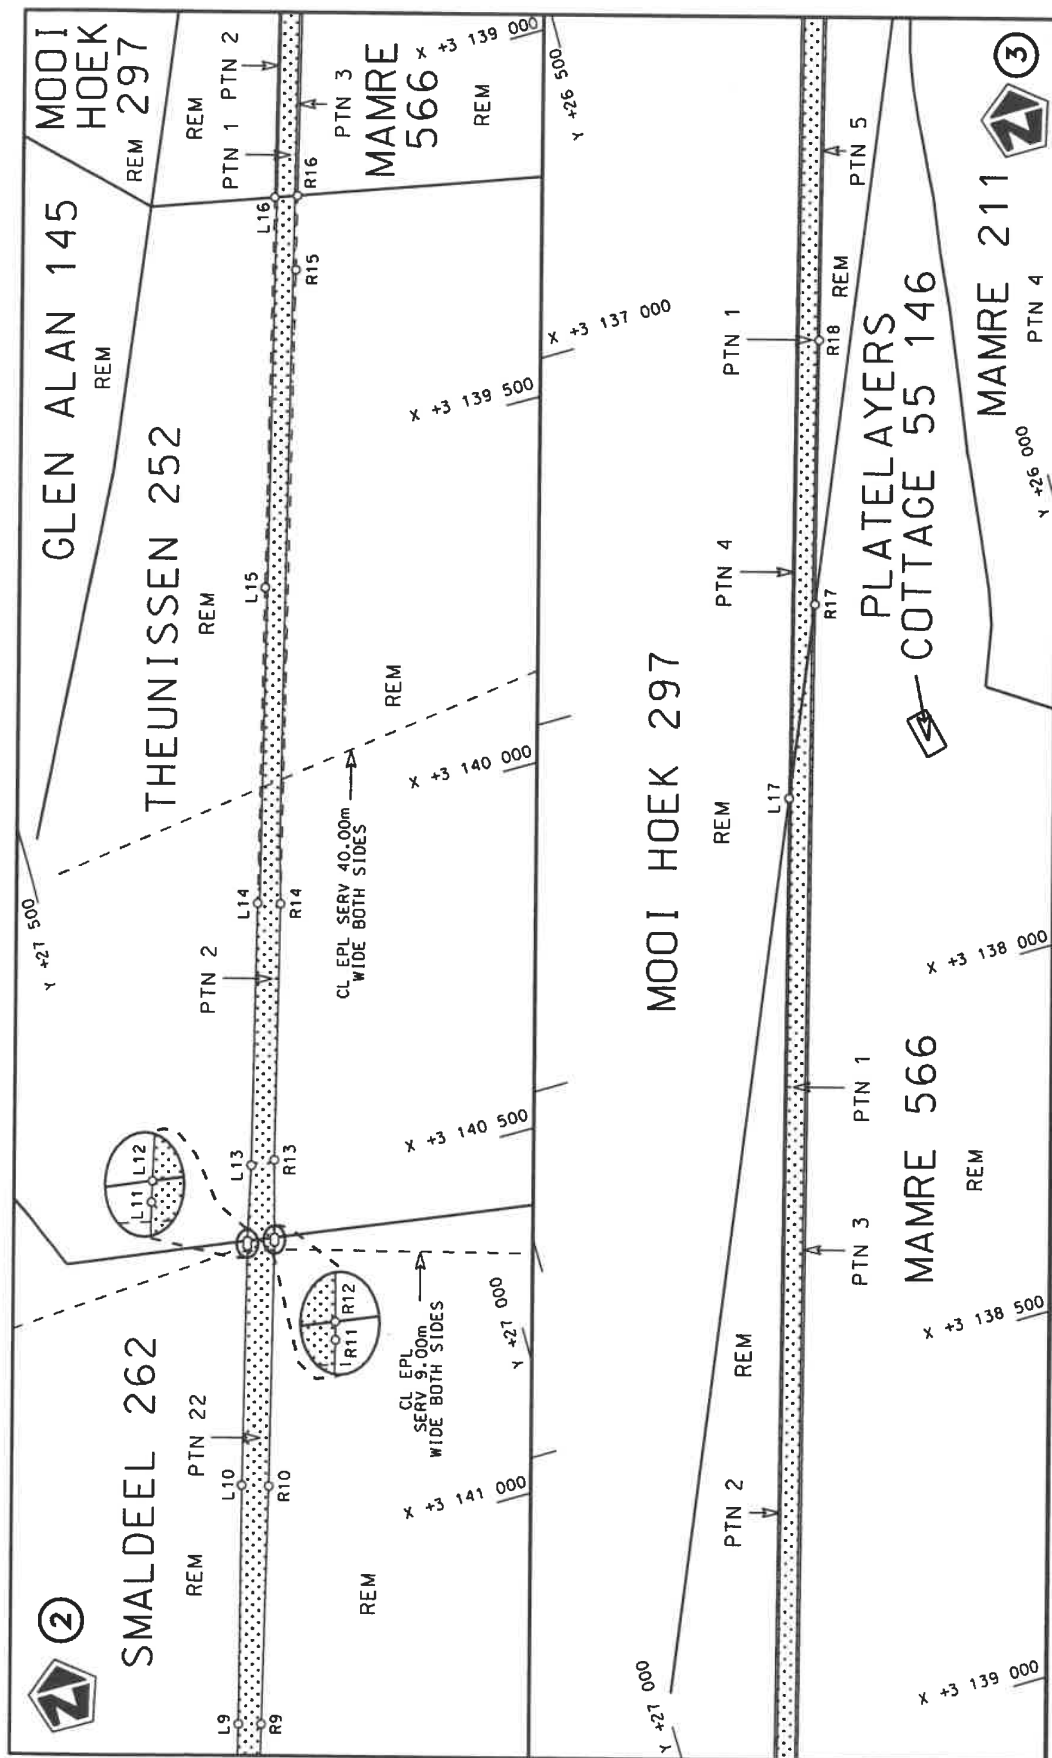 2
SMALDEEL 262
REM
PTN 22
L9
R9
L10
R10
REM
X +3 141 000
CL EPL
SERV 9.00m
WIDE BOTH SIDES
Y +27 000
L11
L12
R11
R12
L13
R13
X +3 140 500
Y +27 500
PTN 2
L14
R14
CL EPL SERV 40.00m
WIDE BOTH SIDES
X +3 140 000
THEUNISSEN 252
REM
REM
L15
R15
X +3 139 500
GLEN ALAN 145
REM
L16
R16
MOOI
HOEK
297
REM
REM
PTN 1
PTN 2
PTN 3
MAMRE
566
REM
X +3 139 000
3
Y +27 000
X +3 139 000
PTN 2
REM
PTN 3
PTN 1
MAMRE 566
REM
X +3 138 500
X +3 138 000
MOOI HOEK 297
REM
L17
R17
PTN 4
PTN 1
R18
REM
PTN 5
X +3 137 000
Y +26 500
PLATELAYERS
COTTAGE 55 146
MAMRE 211
PTN 4
Y +26 000